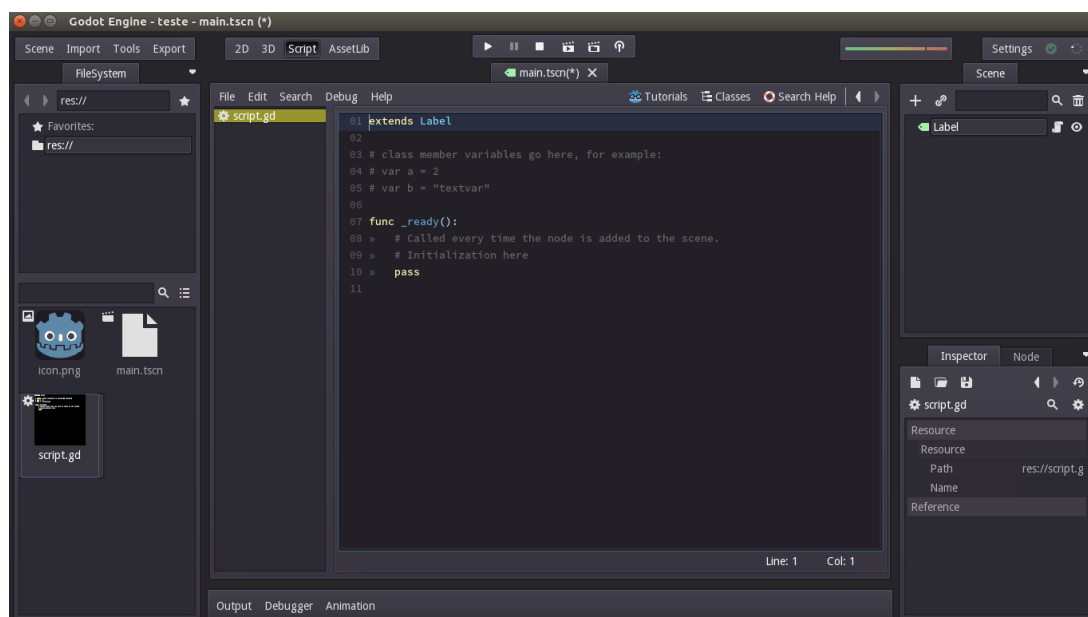 Godot Engine - teste - main.tscn (*)
Scene Import Tools Export
2D 3D Script AssetLib
Settings
FileSystem
main.tscn(*)
Scene
res://
File Edit Search Debug Help
Tutorials Classes Search Help
Favorites:
res://
script.gd
Label
01 extends Label
02
03 # class member variables go here, for example:
04 # var a = 2
05 # var b = "textvar"
06
07 func _ready():
08 » # Called every time the node is added to the scene.
09 » # Initialization here
10 » pass
11
icon.png
main.tscn
script.gd
Inspector Node
script.gd
Resource
Resource
Path res://script.g
Name
Reference
Line: 1 Col: 1
Output Debugger Animation